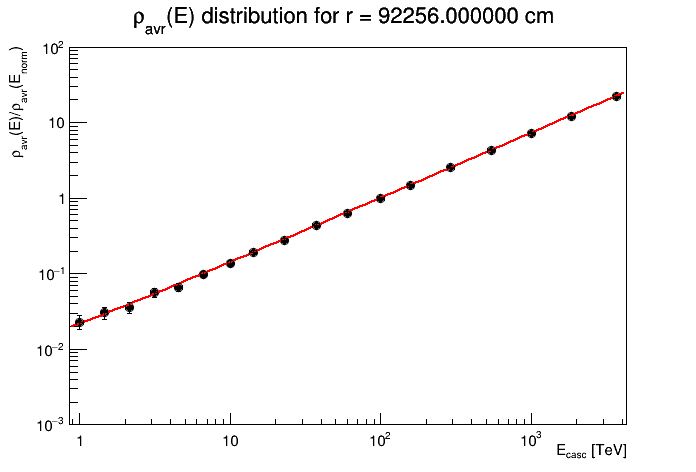 ρavr(E) distribution for r = 92256.000000 cm
ρavr(E)/ρavr(Enorm)
10²
10
1
10⁻¹
10⁻²
10⁻³
1 10 10² 10³
Ecasc [TeV]